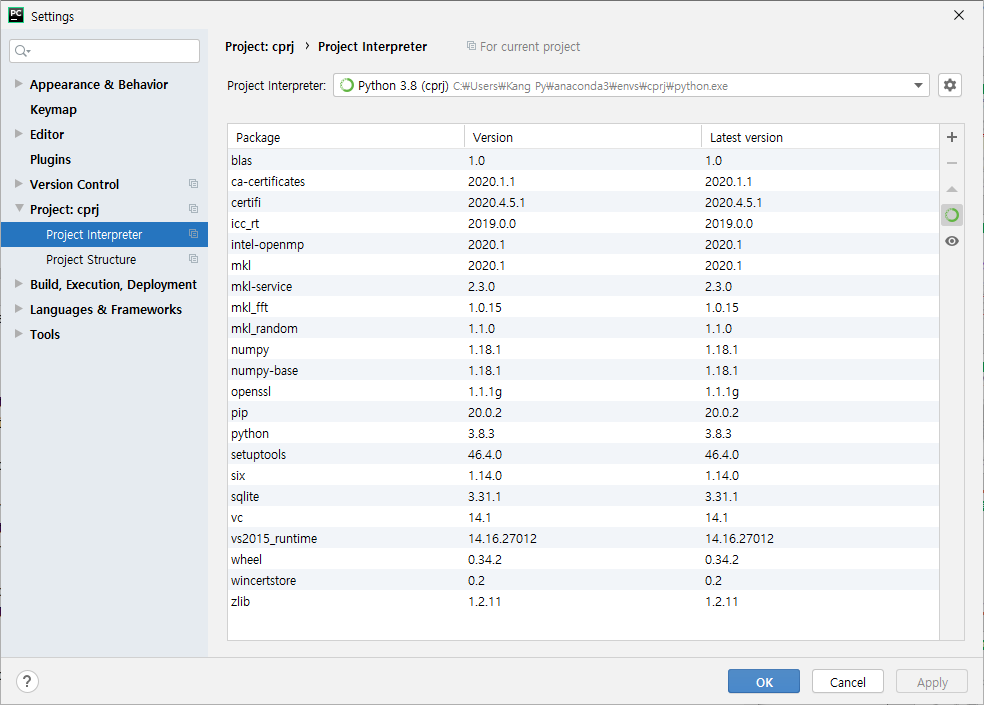 PC
Settings
Project: cprj › Project Interpreter For current project
Appearance & Behavior
Keymap
Editor
Plugins
Version Control
Project: cprj
Project Interpreter
Project Structure
Build, Execution, Deployment
Languages & Frameworks
Tools
Project Interpreter: Python 3.8 (cprj) C:₩Users₩Kang Py₩anaconda3₩envs₩cprj₩python.exe
Package Version Latest version
blas 1.0 1.0
ca-certificates 2020.1.1 2020.1.1
certifi 2020.4.5.1 2020.4.5.1
icc_rt 2019.0.0 2019.0.0
intel-openmp 2020.1 2020.1
mkl 2020.1 2020.1
mkl-service 2.3.0 2.3.0
mkl_fft 1.0.15 1.0.15
mkl_random 1.1.0 1.1.0
numpy 1.18.1 1.18.1
numpy-base 1.18.1 1.18.1
openssl 1.1.1g 1.1.1g
pip 20.0.2 20.0.2
python 3.8.3 3.8.3
setuptools 46.4.0 46.4.0
six 1.14.0 1.14.0
sqlite 3.31.1 3.31.1
vc 14.1 14.1
vs2015_runtime 14.16.27012 14.16.27012
wheel 0.34.2 0.34.2
wincertstore 0.2 0.2
zlib 1.2.11 1.2.11
? OK Cancel Apply